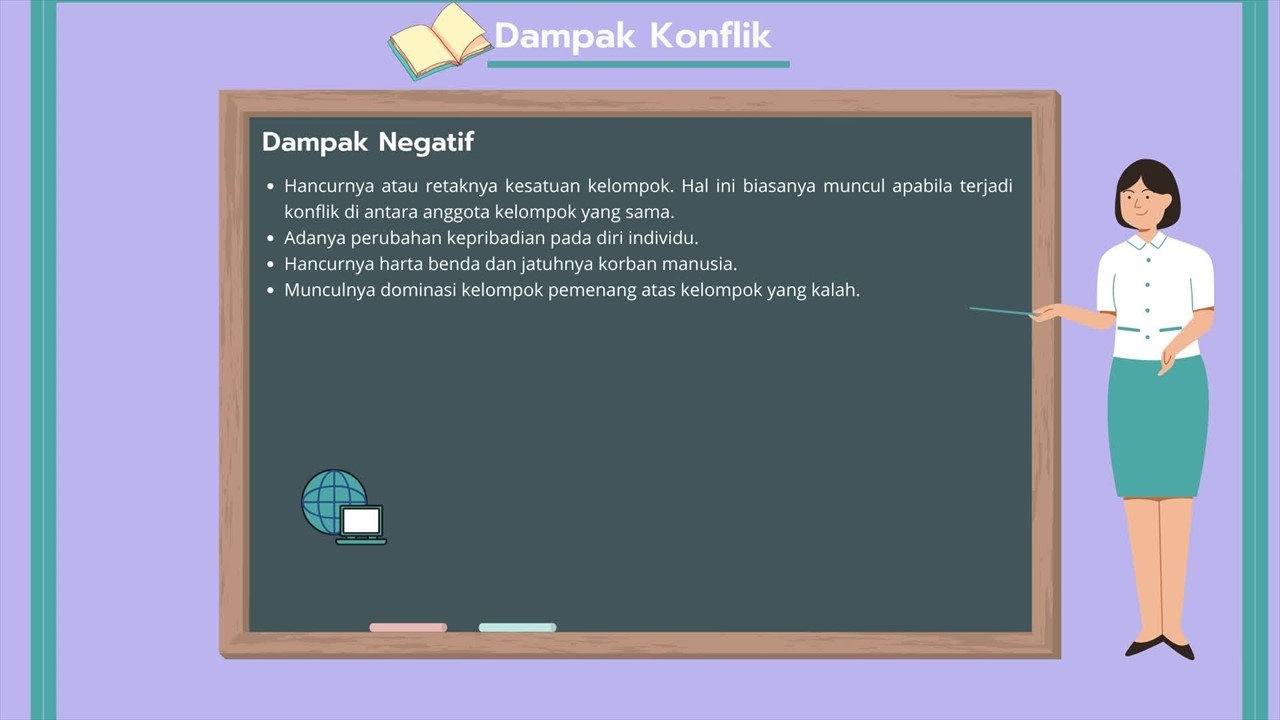 Dampak Konflik
Dampak Negatif
• Hancurnya atau retaknya kesatuan kelompok. Hal ini biasanya muncul apabila terjadi
konflik di antara anggota kelompok yang sama.
• Adanya perubahan kepribadian pada diri individu.
• Hancurnya harta benda dan jatuhnya korban manusia.
• Munculnya dominasi kelompok pemenang atas kelompok yang kalah.